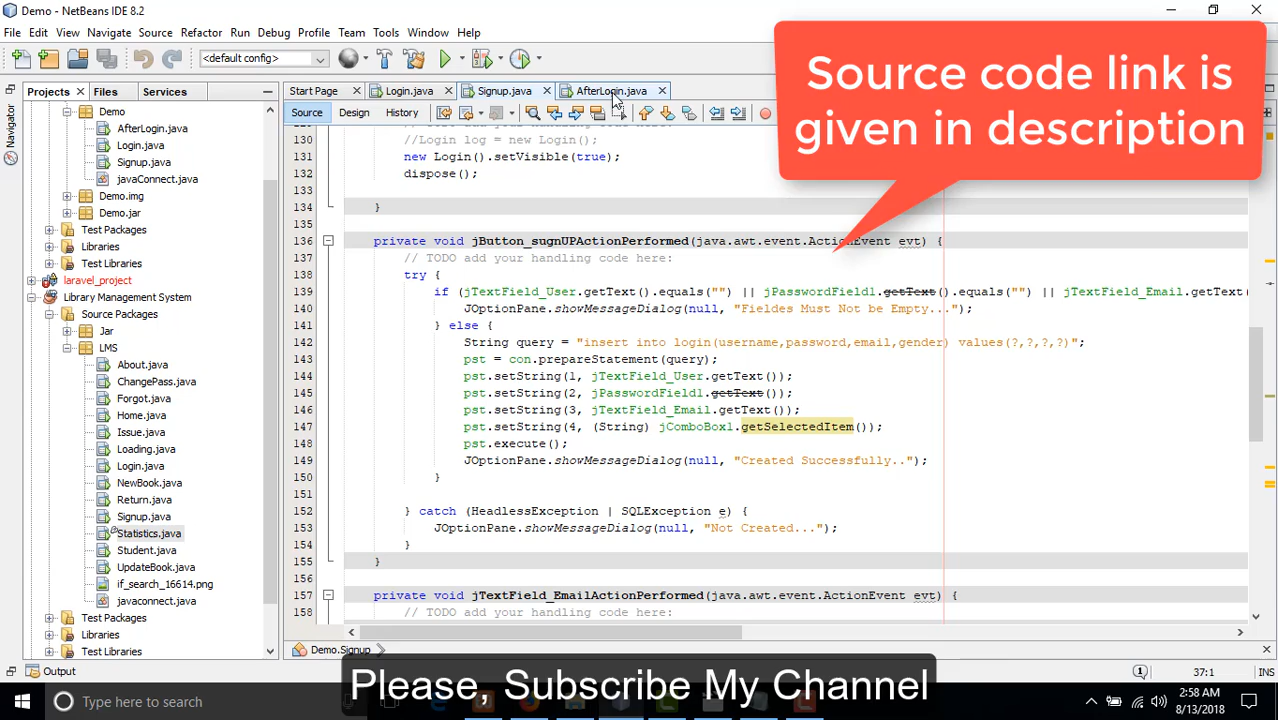 Demo - NetBeans IDE 8.2
File Edit View Navigate Source Refactor Run Debug Profile Team Tools Window Help
<default config>
Source code link is
given in description
Projects Files Services
Navigator
Demo
AfterLogin.java
Login.java
Signup.java
javaConnect.java
Demo.img
Demo.jar
Test Packages
Libraries
Test Libraries
laravel_project
Library Management System
Source Packages
Jar
LMS
About.java
ChangePass.java
Forgot.java
Home.java
Issue.java
Loading.java
Login.java
NewBook.java
Return.java
Signup.java
Statistics.java
Student.java
UpdateBook.java
if_search_16614.png
javaconnect.java
Test Packages
Libraries
Test Libraries
Output
Start Page Login.java Signup.java AfterLogin.java
Source Design History
130 //Login log = new Login();
131 new Login().setVisible(true);
132 dispose();
133
134 }
135
136 private void jButton_sugnUPActionPerformed(java.awt.event.ActionEvent evt) {
137 // TODO add your handling code here:
138 try {
139 if (jTextField_User.getText().equals("") || jPasswordField1.getText().equals("") || jTextField_Email.getText(
140 JOptionPane.showMessageDialog(null, "Fieldes Must Not be Empty...");
141 } else {
142 String query = "insert into login(username,password,email,gender) values(?,?,?,?)";
143 pst = con.prepareStatement(query);
144 pst.setString(1, jTextField_User.getText());
145 pst.setString(2, jPasswordField1.getText());
146 pst.setString(3, jTextField_Email.getText());
147 pst.setString(4, (String) jComboBox1.getSelectedItem());
148 pst.execute();
149 JOptionPane.showMessageDialog(null, "Created Successfully..");
150 }
151
152 } catch (HeadlessException | SQLException e) {
153 JOptionPane.showMessageDialog(null, "Not Created...");
154 }
155 }
156
157 private void jTextField_EmailActionPerformed(java.awt.event.ActionEvent evt) {
158 // TODO add your handling code here:
Demo.Signup
37:1 INS
Please, Subscribe My Channel
Type here to search
2:58 AM
8/13/2018